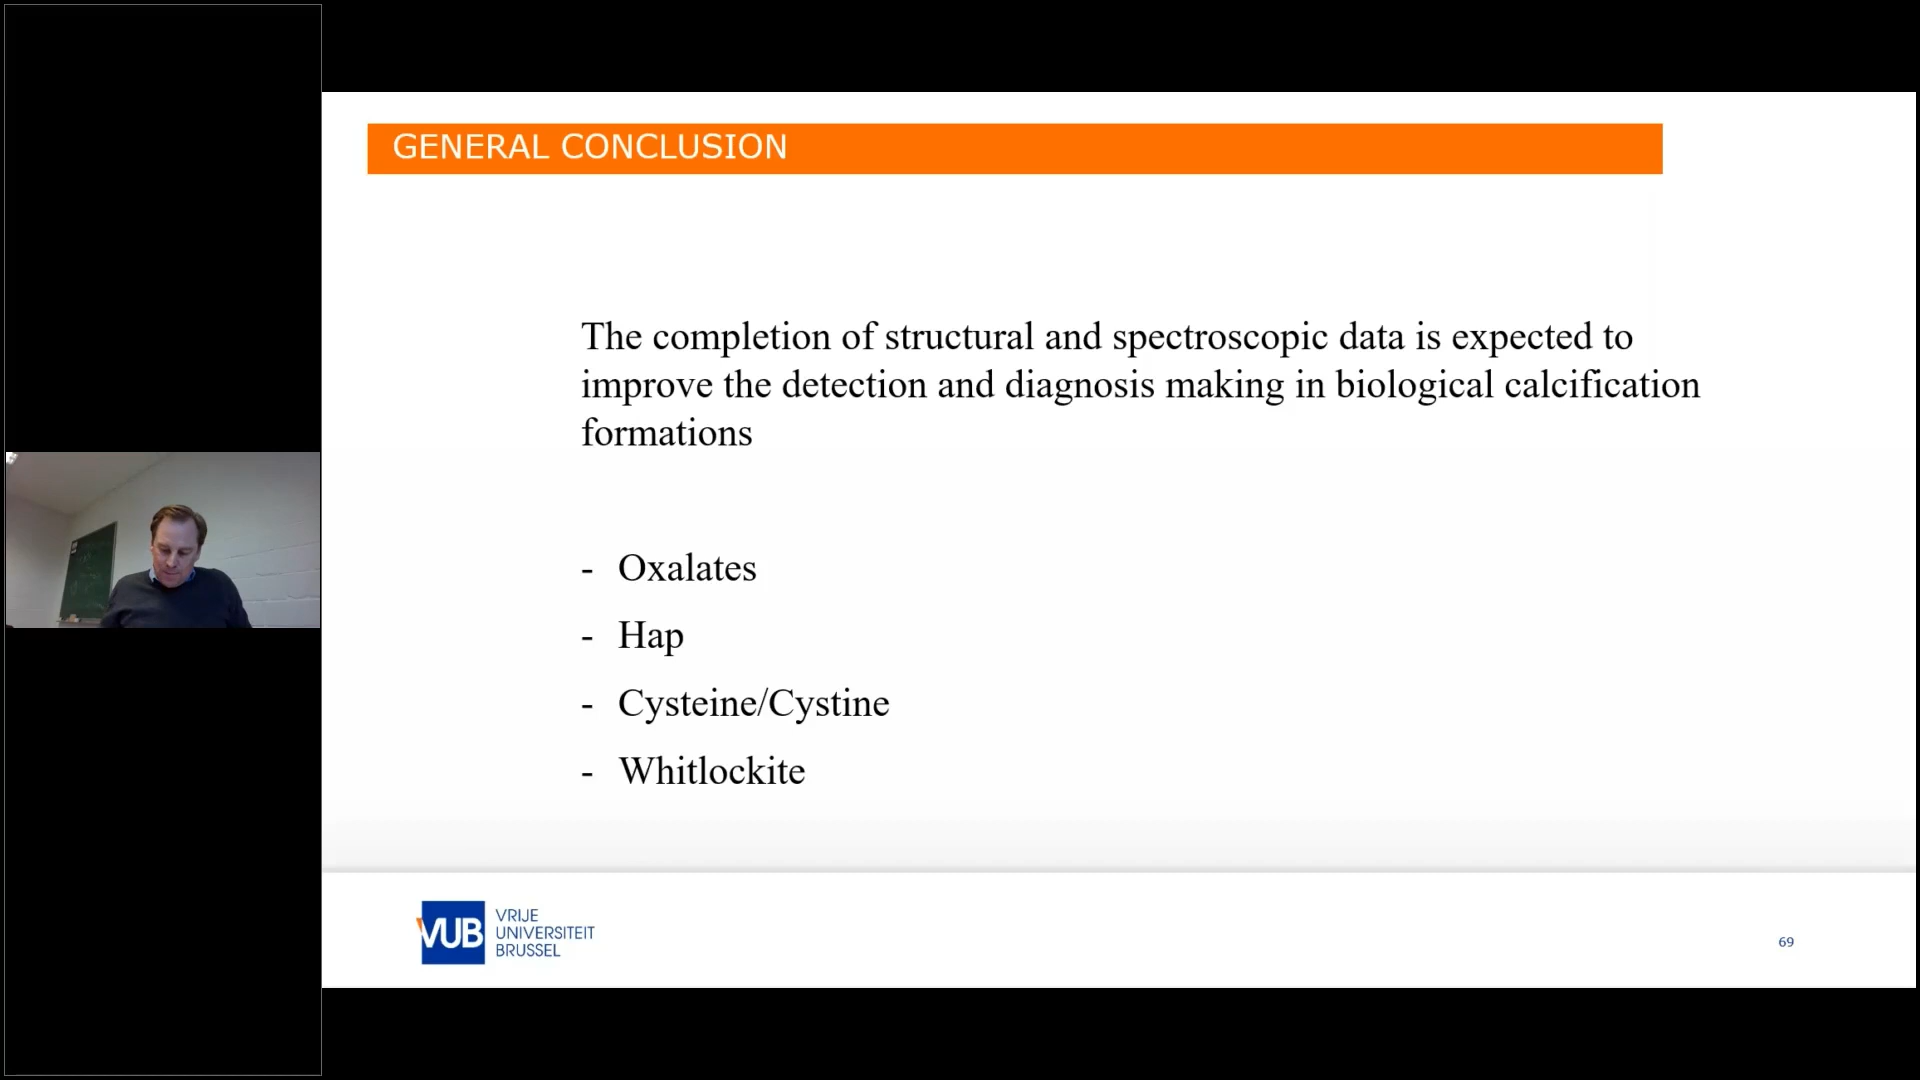 GENERAL CONCLUSION
The completion of structural and spectroscopic data is expected to
improve the detection and diagnosis making in biological calcification
formations
- Oxalates
- Hap
- Cysteine/Cystine
- Whitlockite
VUB
VRIJE
UNIVERSITEIT
BRUSSEL
69